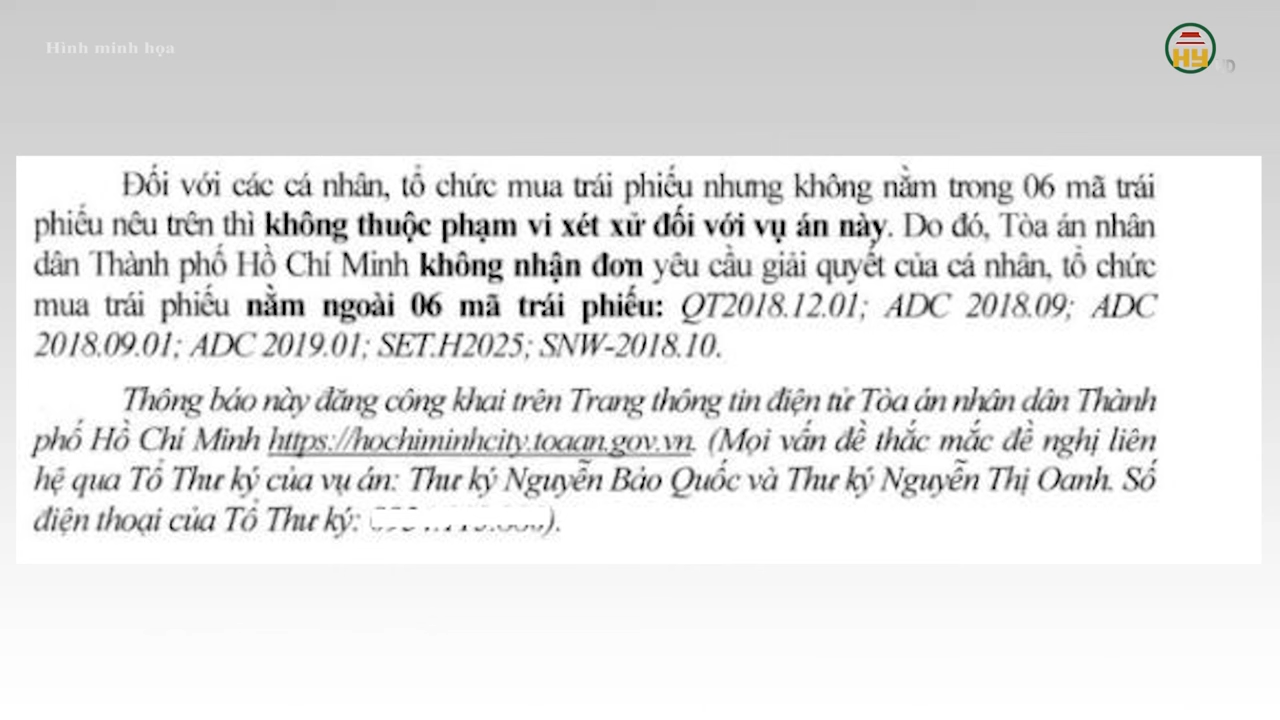 Hình minh họa
HY
Đối với các cá nhân, tổ chức mua trái phiếu nhưng không nằm trong 06 mã trái
phiếu nêu trên thì không thuộc phạm vi xét xử đối với vụ án này. Do đó, Tòa án nhân
dân Thành phố Hồ Chí Minh không nhận đơn yêu cầu giải quyết của cá nhân, tổ chức
mua trái phiếu nằm ngoài 06 mã trái phiếu: QT2018.12.01; ADC 2018.09; ADC
2018.09.01; ADC 2019.01; SET.H2025; SNW-2018.10.
Thông báo này đăng công khai trên Trang thông tin điện tử Tòa án nhân dân Thành
phố Hồ Chí Minh https://hochiminhcity.toaan.gov.vn. (Mọi vấn đề thắc mắc đề nghị liên
hệ qua Tổ Thư ký của vụ án: Thư ký Nguyễn Bảo Quốc và Thư ký Nguyễn Thị Oanh. Số
điện thoại của Tổ Thư ký: ).